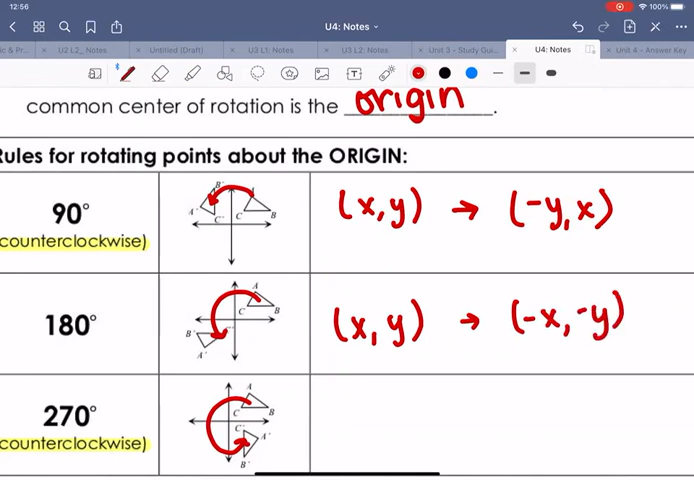 12:56
100%
U4: Notes
U2 L2_ Notes
Untitled (Draft)
U3 L1: Notes
U3 L2: Notes
Unit 3 - Study Gui...
U4: Notes
Unit 4 - Answer Key
common center of rotation is the origin.
Rules for rotating points about the ORIGIN:
90°
counterclockwise)
A B C A' B' C'
(x,y) → (-y,x)
180°
A B C A' B' C'
(x,y) → (-x,-y)
270°
counterclockwise)
A B C A' B' C'